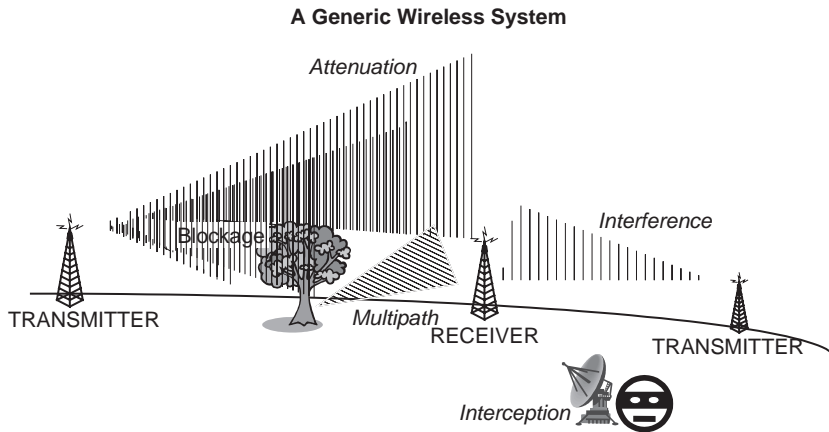 A Generic Wireless System
Attenuation
Interference
Blockage
TRANSMITTER
Multipath
RECEIVER
TRANSMITTER
Interception